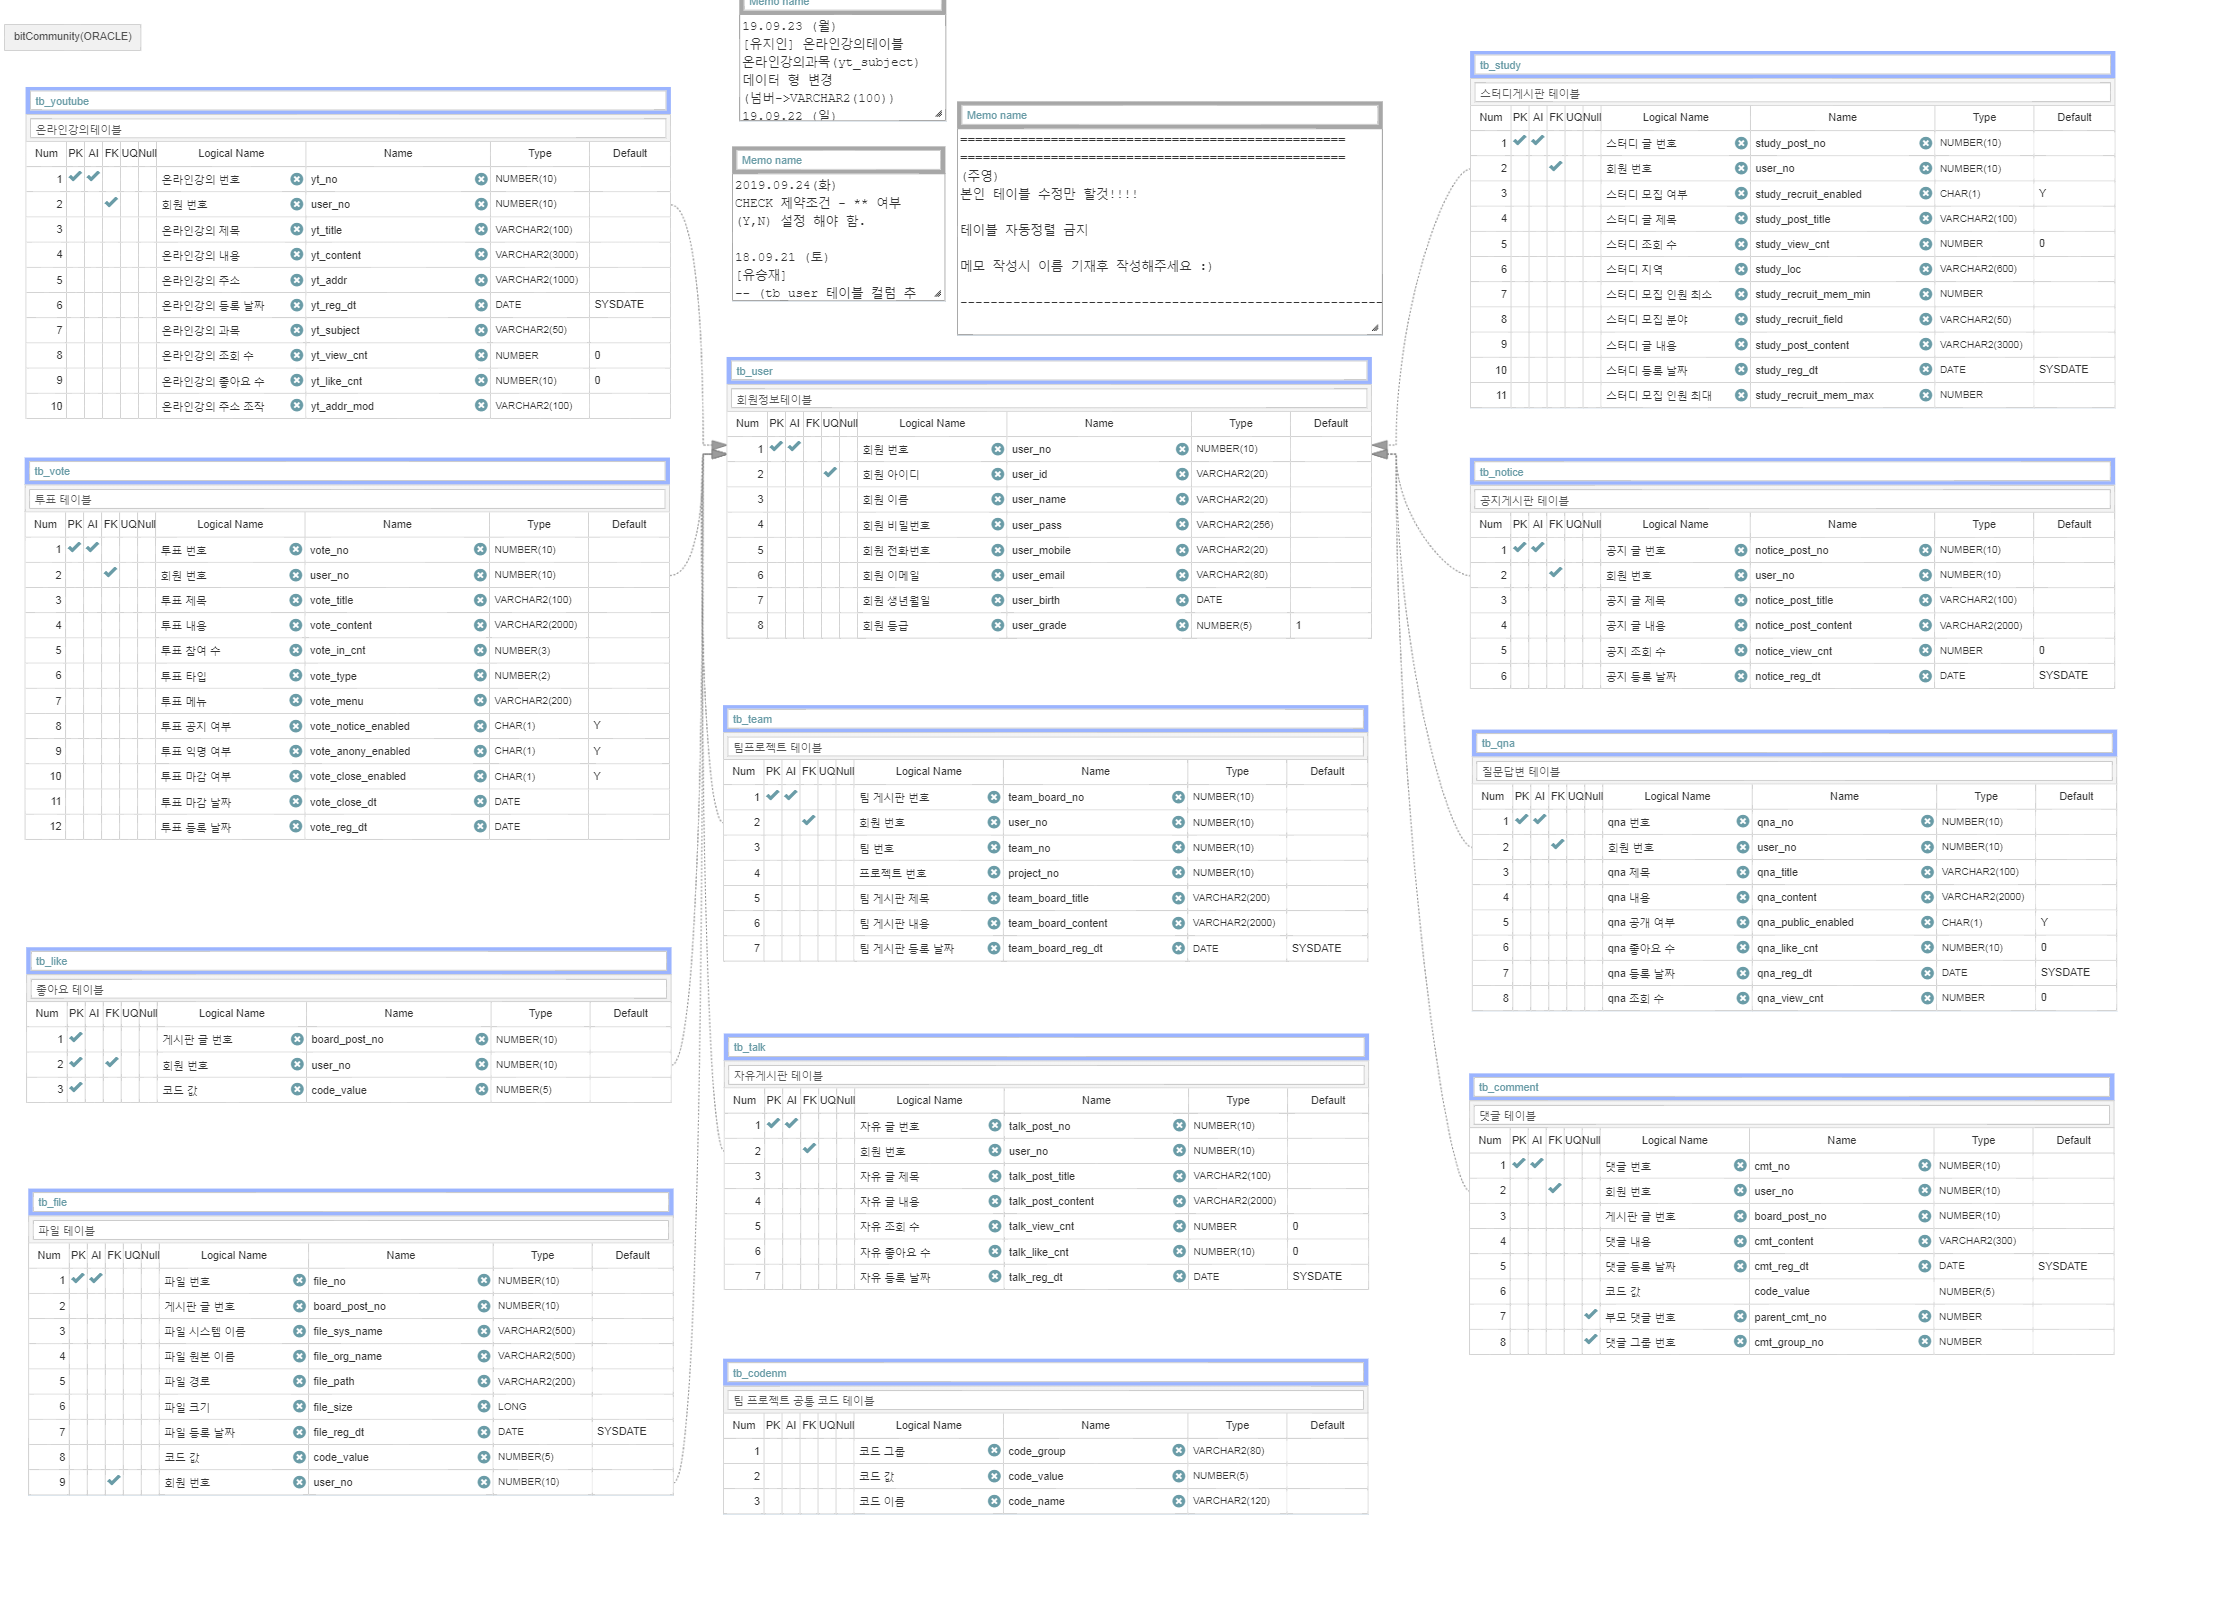 bitCommunity(ORACLE)
Memo name
19.09.23 (월)
[유지인] 온라인강의테이블
온라인강의과목(yt_subject)
데이터 형 변경
(넘버->VARCHAR2(100))
19.09.22 (일)
Memo name
2019.09.24(화)
CHECK 제약조건 - ** 여부
(Y,N) 설정 해야 함.
18.09.21 (토)
[유승재]
-- (tb_user 테이블 컬럼 추
Memo name
===================================================
===================================================
(주영)
본인 테이블 수정만 할것!!!!
테이블 자동정렬 금지
메모 작성시 이름 기재후 작성해주세요 :)
--------------------------------------------------------
tb_youtube
온라인강의테이블
Num PK AI FK UQ Null Logical Name Name Type Default
1 온라인강의 번호 yt_no NUMBER(10)
2 회원 번호 user_no NUMBER(10)
3 온라인강의 제목 yt_title VARCHAR2(100)
4 온라인강의 내용 yt_content VARCHAR2(3000)
5 온라인강의 주소 yt_addr VARCHAR2(1000)
6 온라인강의 등록 날짜 yt_reg_dt DATE SYSDATE
7 온라인강의 과목 yt_subject VARCHAR2(50)
8 온라인강의 조회 수 yt_view_cnt NUMBER 0
9 온라인강의 좋아요 수 yt_like_cnt NUMBER(10) 0
10 온라인강의 주소 조작 yt_addr_mod VARCHAR2(100)
tb_vote
투표 테이블
Num PK AI FK UQ Null Logical Name Name Type Default
1 투표 번호 vote_no NUMBER(10)
2 회원 번호 user_no NUMBER(10)
3 투표 제목 vote_title VARCHAR2(100)
4 투표 내용 vote_content VARCHAR2(2000)
5 투표 참여 수 vote_in_cnt NUMBER(3)
6 투표 타입 vote_type NUMBER(2)
7 투표 메뉴 vote_menu VARCHAR2(200)
8 투표 공지 여부 vote_notice_enabled CHAR(1) Y
9 투표 익명 여부 vote_anony_enabled CHAR(1) Y
10 투표 마감 여부 vote_close_enabled CHAR(1) Y
11 투표 마감 날짜 vote_close_dt DATE
12 투표 등록 날짜 vote_reg_dt DATE
tb_like
좋아요 테이블
Num PK AI FK UQ Null Logical Name Name Type Default
1 게시판 글 번호 board_post_no NUMBER(10)
2 회원 번호 user_no NUMBER(10)
3 코드 값 code_value NUMBER(5)
tb_file
파일 테이블
Num PK AI FK UQ Null Logical Name Name Type Default
1 파일 번호 file_no NUMBER(10)
2 게시판 글 번호 board_post_no NUMBER(10)
3 파일 시스템 이름 file_sys_name VARCHAR2(500)
4 파일 원본 이름 file_org_name VARCHAR2(500)
5 파일 경로 file_path VARCHAR2(200)
6 파일 크기 file_size LONG
7 파일 등록 날짜 file_reg_dt DATE SYSDATE
8 코드 값 code_value NUMBER(5)
9 회원 번호 user_no NUMBER(10)
tb_user
회원정보테이블
Num PK AI FK UQ Null Logical Name Name Type Default
1 회원 번호 user_no NUMBER(10)
2 회원 아이디 user_id VARCHAR2(20)
3 회원 이름 user_name VARCHAR2(20)
4 회원 비밀번호 user_pass VARCHAR2(256)
5 회원 전화번호 user_mobile VARCHAR2(20)
6 회원 이메일 user_email VARCHAR2(80)
7 회원 생년월일 user_birth DATE
8 회원 등급 user_grade NUMBER(5) 1
tb_team
팀프로젝트 테이블
Num PK AI FK UQ Null Logical Name Name Type Default
1 팀 게시판 번호 team_board_no NUMBER(10)
2 회원 번호 user_no NUMBER(10)
3 팀 번호 team_no NUMBER(10)
4 프로젝트 번호 project_no NUMBER(10)
5 팀 게시판 제목 team_board_title VARCHAR2(200)
6 팀 게시판 내용 team_board_content VARCHAR2(2000)
7 팀 게시판 등록 날짜 team_board_reg_dt DATE SYSDATE
tb_talk
자유게시판 테이블
Num PK AI FK UQ Null Logical Name Name Type Default
1 자유 글 번호 talk_post_no NUMBER(10)
2 회원 번호 user_no NUMBER(10)
3 자유 글 제목 talk_post_title VARCHAR2(100)
4 자유 글 내용 talk_post_content VARCHAR2(2000)
5 자유 조회 수 talk_view_cnt NUMBER 0
6 자유 좋아요 수 talk_like_cnt NUMBER(10) 0
7 자유 등록 날짜 talk_reg_dt DATE SYSDATE
tb_codenm
팀 프로젝트 공통 코드 테이블
Num PK AI FK UQ Null Logical Name Name Type Default
1 코드 그룹 code_group VARCHAR2(80)
2 코드 값 code_value NUMBER(5)
3 코드 이름 code_name VARCHAR2(120)
tb_study
스터디게시판 테이블
Num PK AI FK UQ Null Logical Name Name Type Default
1 스터디 글 번호 study_post_no NUMBER(10)
2 회원 번호 user_no NUMBER(10)
3 스터디 모집 여부 study_recruit_enabled CHAR(1) Y
4 스터디 글 제목 study_post_title VARCHAR2(100)
5 스터디 조회 수 study_view_cnt NUMBER 0
6 스터디 지역 study_loc VARCHAR2(600)
7 스터디 모집 인원 최소 study_recruit_mem_min NUMBER
8 스터디 모집 분야 study_recruit_field VARCHAR2(50)
9 스터디 글 내용 study_post_content VARCHAR2(3000)
10 스터디 등록 날짜 study_reg_dt DATE SYSDATE
11 스터디 모집 인원 최대 study_recruit_mem_max NUMBER
tb_notice
공지게시판 테이블
Num PK AI FK UQ Null Logical Name Name Type Default
1 공지 글 번호 notice_post_no NUMBER(10)
2 회원 번호 user_no NUMBER(10)
3 공지 글 제목 notice_post_title VARCHAR2(100)
4 공지 글 내용 notice_post_content VARCHAR2(2000)
5 공지 조회 수 notice_view_cnt NUMBER 0
6 공지 등록 날짜 notice_reg_dt DATE SYSDATE
tb_qna
질문답변 테이블
Num PK AI FK UQ Null Logical Name Name Type Default
1 qna 번호 qna_no NUMBER(10)
2 회원 번호 user_no NUMBER(10)
3 qna 제목 qna_title VARCHAR2(100)
4 qna 내용 qna_content VARCHAR2(2000)
5 qna 공개 여부 qna_public_enabled CHAR(1) Y
6 qna 좋아요 수 qna_like_cnt NUMBER(10) 0
7 qna 등록 날짜 qna_reg_dt DATE SYSDATE
8 qna 조회 수 qna_view_cnt NUMBER 0
tb_comment
댓글 테이블
Num PK AI FK UQ Null Logical Name Name Type Default
1 댓글 번호 cmt_no NUMBER(10)
2 회원 번호 user_no NUMBER(10)
3 게시판 글 번호 board_post_no NUMBER(10)
4 댓글 내용 cmt_content VARCHAR2(300)
5 댓글 등록 날짜 cmt_reg_dt DATE SYSDATE
6 코드 값 code_value NUMBER(5)
7 부모 댓글 번호 parent_cmt_no NUMBER
8 댓글 그룹 번호 cmt_group_no NUMBER